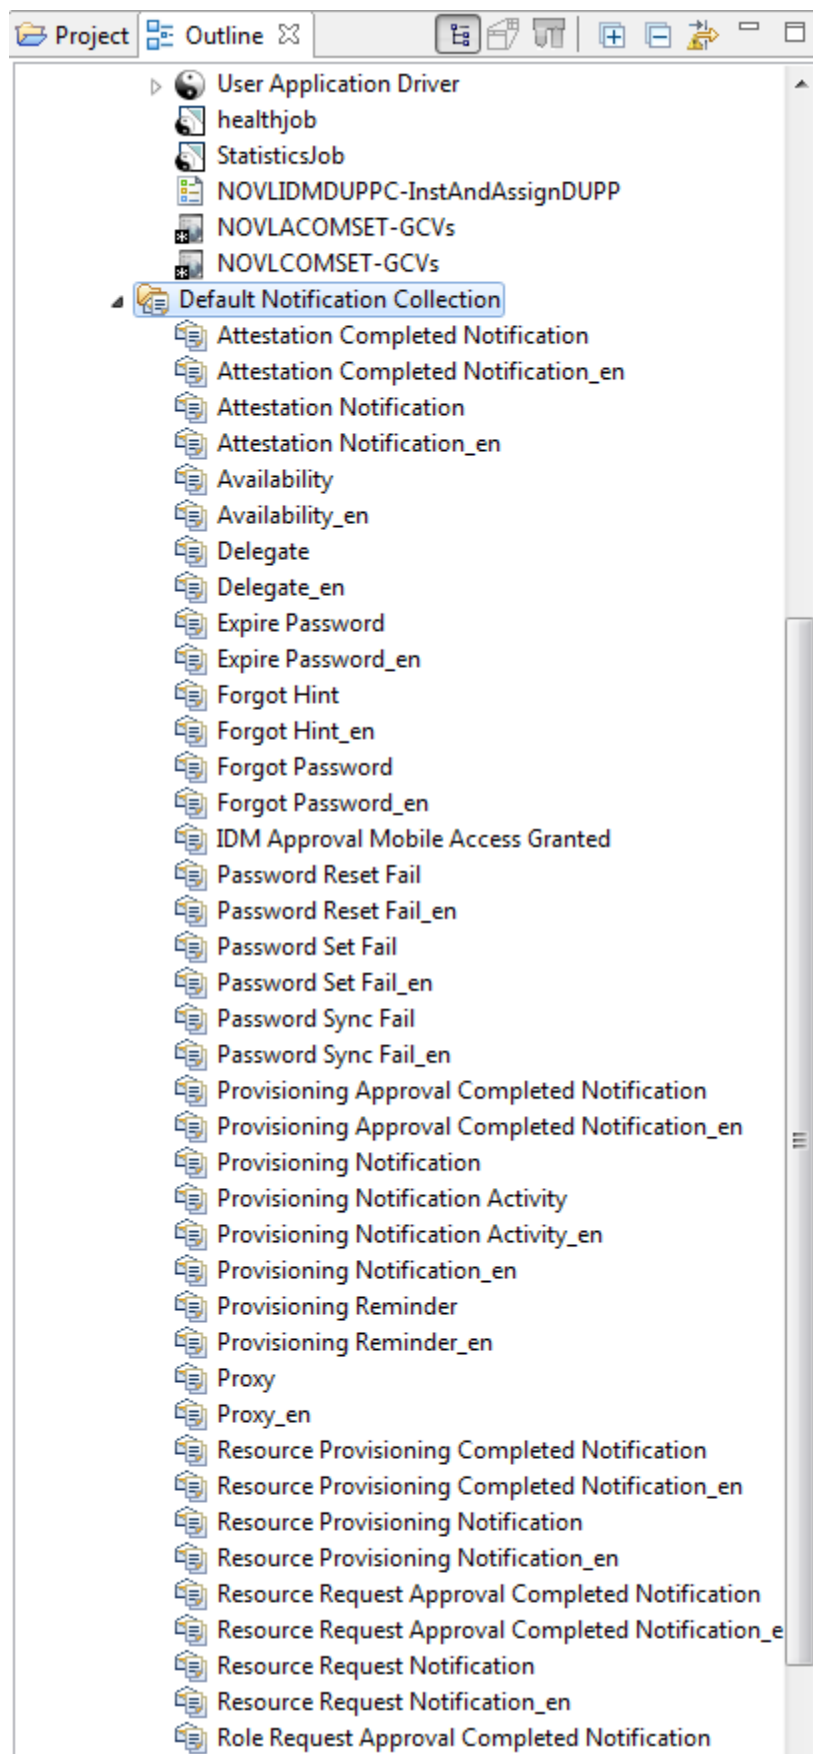 Project Outline
User Application Driver
healthjob
StatisticsJob
NOVLIDMDUPPC-InstAndAssignDUPP
NOVLACOMSET-GCVs
NOVLCOMSET-GCVs
Default Notification Collection
Attestation Completed Notification
Attestation Completed Notification_en
Attestation Notification
Attestation Notification_en
Availability
Availability_en
Delegate
Delegate_en
Expire Password
Expire Password_en
Forgot Hint
Forgot Hint_en
Forgot Password
Forgot Password_en
IDM Approval Mobile Access Granted
Password Reset Fail
Password Reset Fail_en
Password Set Fail
Password Set Fail_en
Password Sync Fail
Password Sync Fail_en
Provisioning Approval Completed Notification
Provisioning Approval Completed Notification_en
Provisioning Notification
Provisioning Notification Activity
Provisioning Notification Activity_en
Provisioning Notification_en
Provisioning Reminder
Provisioning Reminder_en
Proxy
Proxy_en
Resource Provisioning Completed Notification
Resource Provisioning Completed Notification_en
Resource Provisioning Notification
Resource Provisioning Notification_en
Resource Request Approval Completed Notification
Resource Request Approval Completed Notification_e
Resource Request Notification
Resource Request Notification_en
Role Request Approval Completed Notification